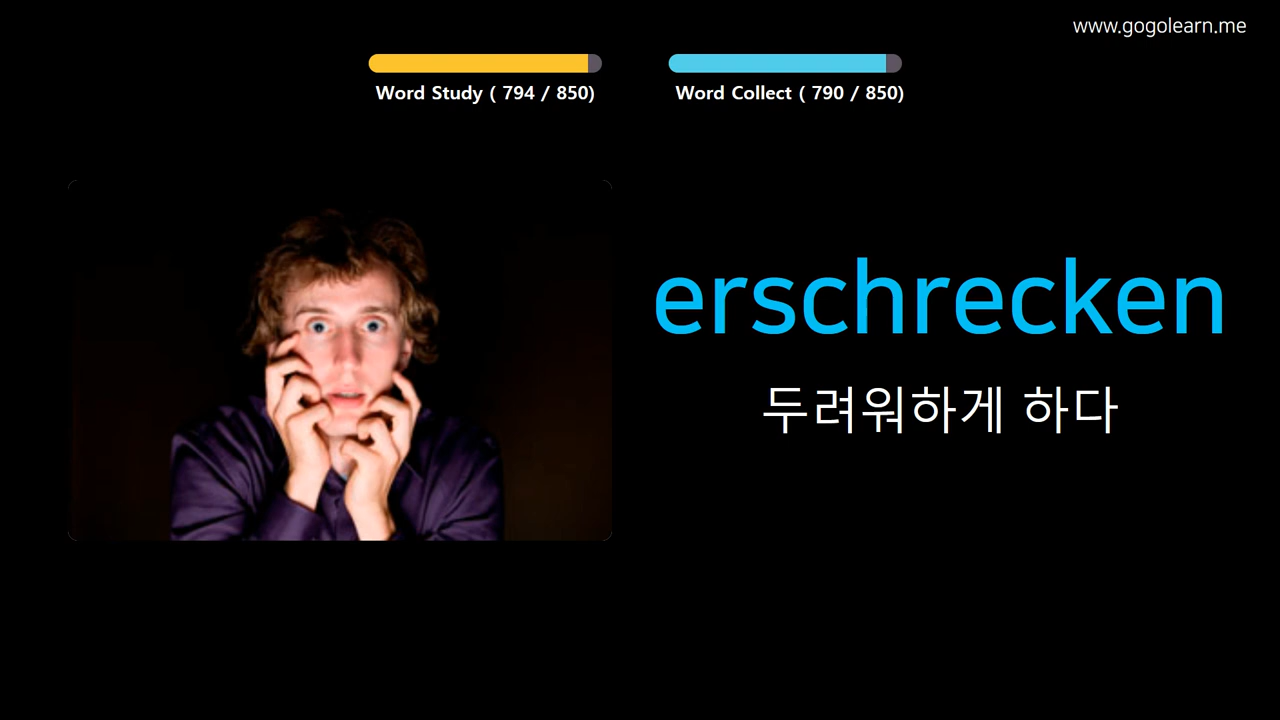 www.gogolearn.me
Word Study ( 794 / 850)
Word Collect ( 790 / 850)
erschrecken
두려워하게 하다